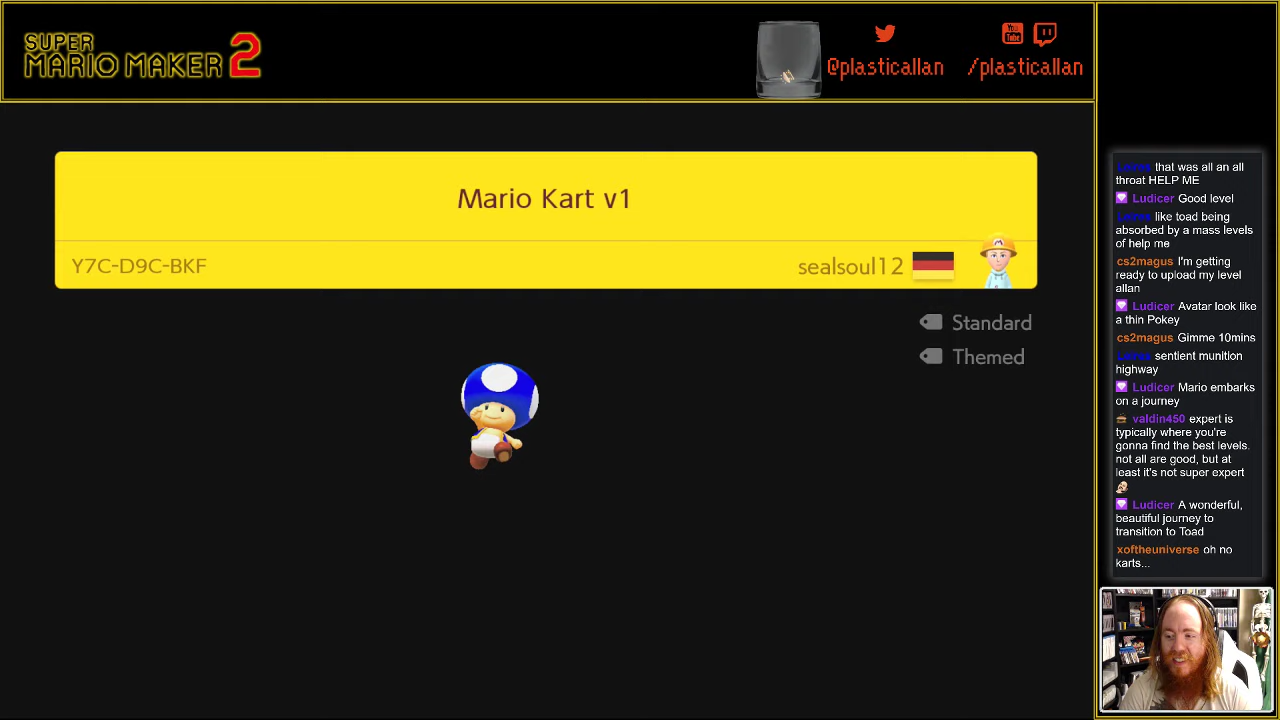 SUPER
MARIO MAKER 2
@plasticallan
You Tube
/plasticallan
Mario Kart v1
Y7C-D9C-BKF
sealsoul12
Standard
Themed
that was all an all
throat HELP ME
Ludicer Good level
like toad being
absorbed by a mass levels
of help me
cs2magus I'm getting
ready to upload my level
allan
Ludicer Avatar look like
a thin Pokey
cs2magus Gimme 10mins
sentient munition
highway
Ludicer Mario embarks
on a journey
valdin450 expert is
typically where you're
gonna find the best levels.
not all are good, but at
least it's not super expert
Ludicer A wonderful,
beautiful journey to
transition to Toad
xoftheuniverse oh no
karts...